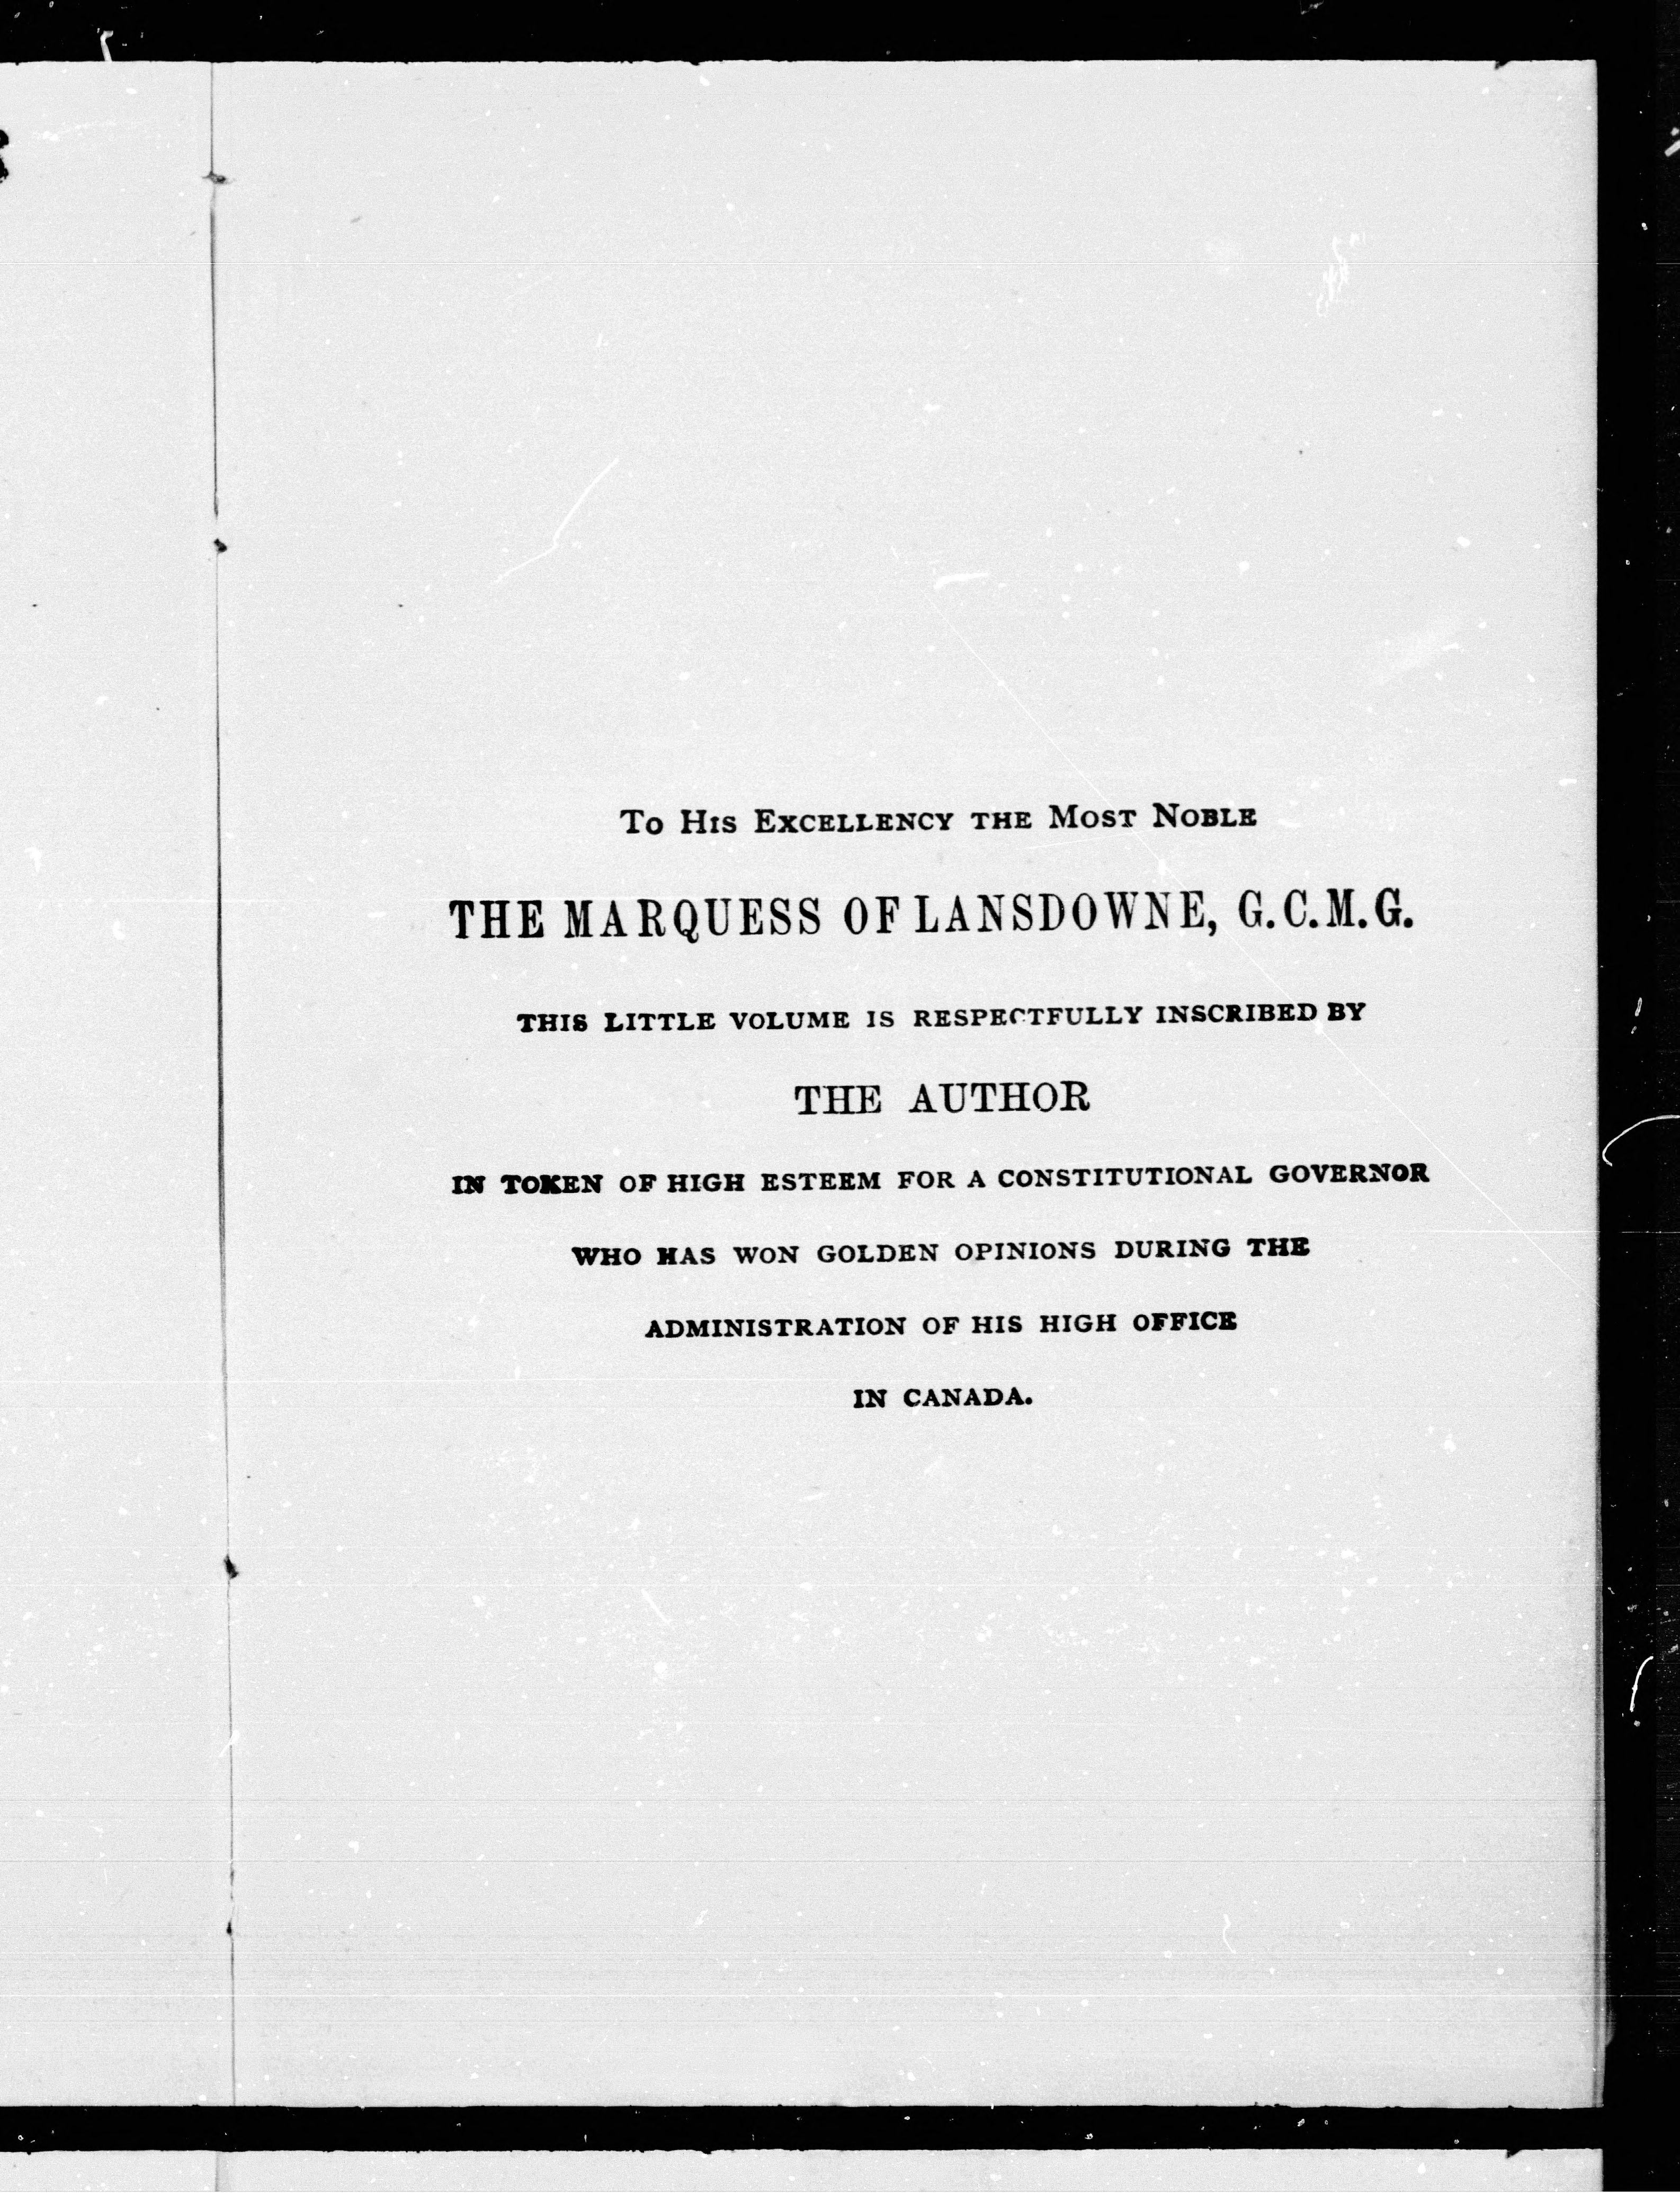 To His Excellency the Most Noble
THE MARQUESS OF LANSDOWNE, G.C.M.G.
THIS LITTLE VOLUME IS RESPECTFULLY INSCRIBED BY
THE AUTHOR
IN TOKEN OF HIGH ESTEEM FOR A CONSTITUTIONAL GOVERNOR
WHO HAS WON GOLDEN OPINIONS DURING THE
ADMINISTRATION OF HIS HIGH OFFICE
IN CANADA.